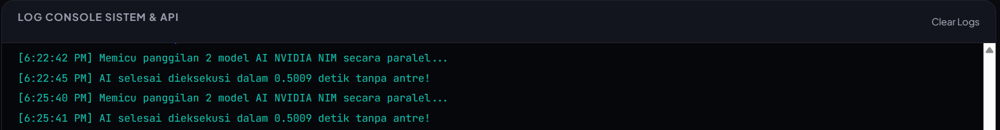 LOG CONSOLE SISTEM & API
Clear Logs
[6:22:42 PM] Memicu panggilan 2 model AI NVIDIA NIM secara paralel...
[6:22:45 PM] AI selesai dieksekusi dalam 0.5009 detik tanpa antre!
[6:25:40 PM] Memicu panggilan 2 model AI NVIDIA NIM secara paralel...
[6:25:41 PM] AI selesai dieksekusi dalam 0.5009 detik tanpa antre!